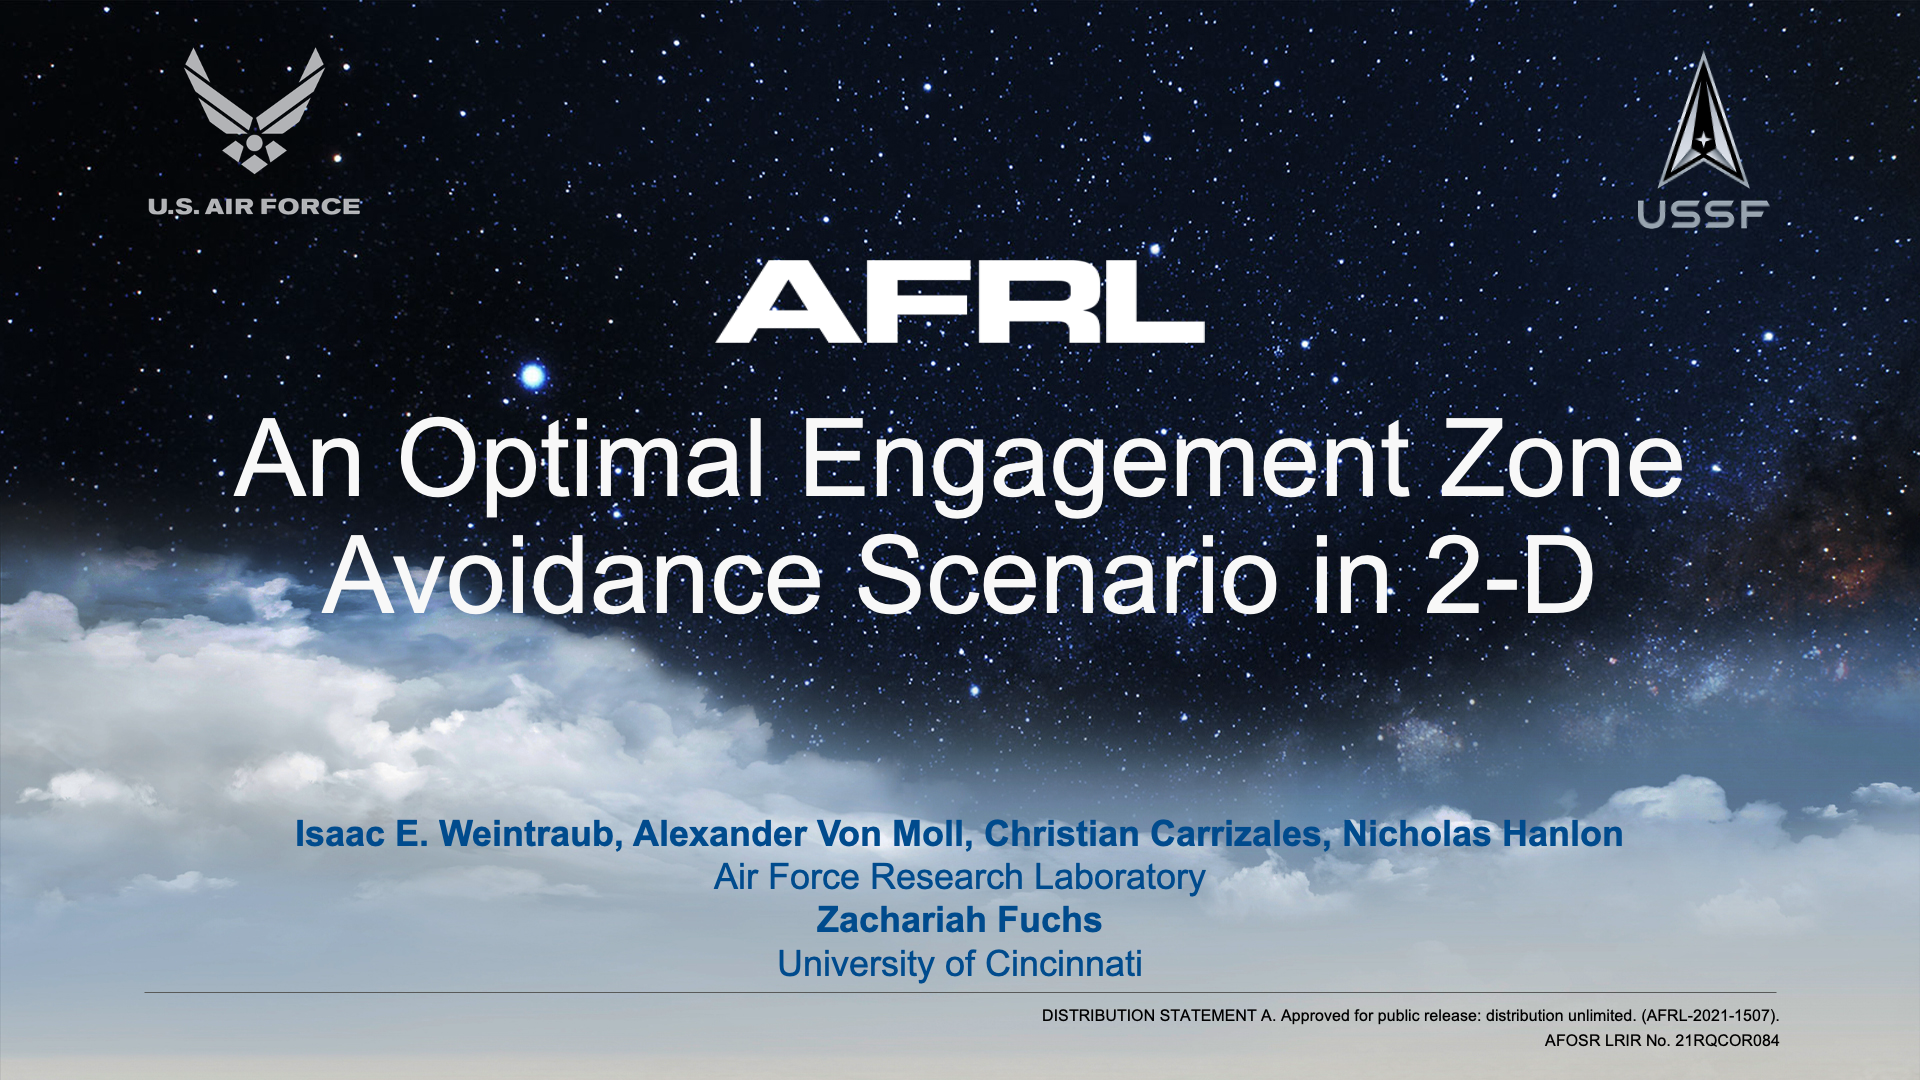 U.S. AIR FORCE
USSF
AFRL
An Optimal Engagement Zone
Avoidance Scenario in 2-D
Isaac E. Weintraub, Alexander Von Moll, Christian Carrizales, Nicholas Hanlon
Air Force Research Laboratory
Zachariah Fuchs
University of Cincinnati
DISTRIBUTION STATEMENT A. Approved for public release: distribution unlimited. (AFRL-2021-1507).
AFOSR LRIR No. 21RQCOR084